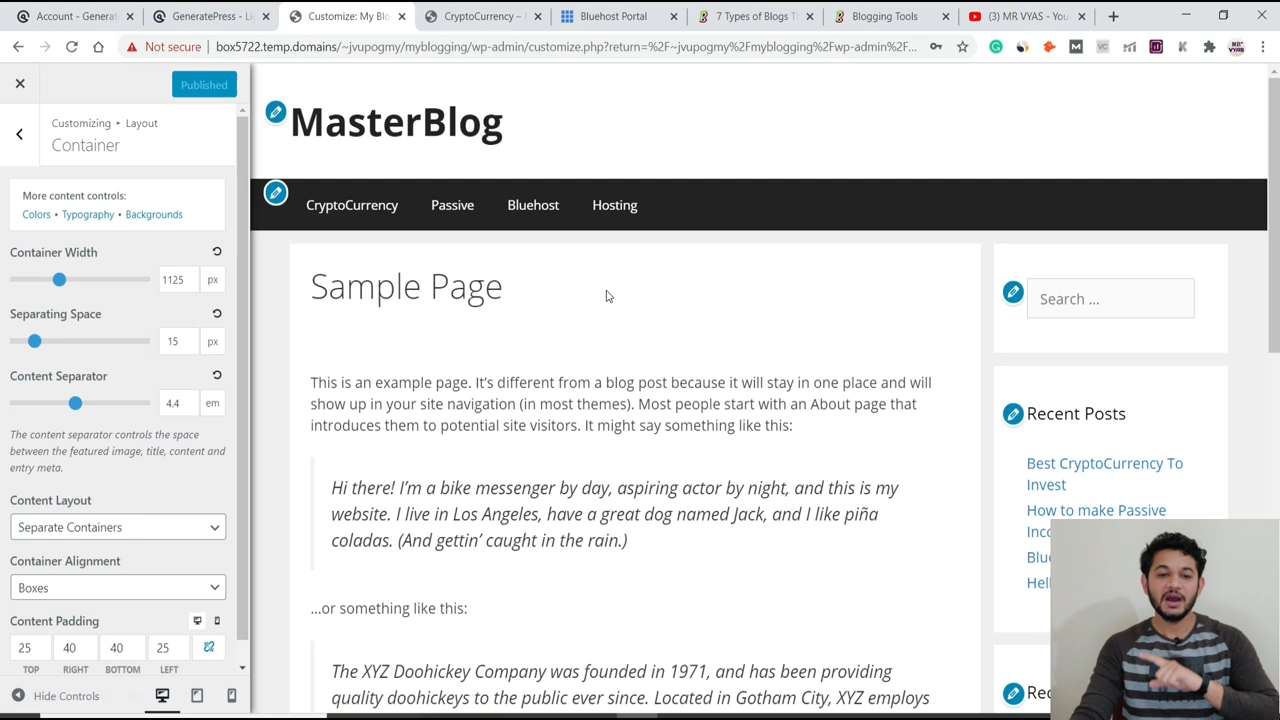 Account - Generat
GeneratePress - Li
Customize: My Blo
CryptoCurrency –
Bluehost Portal
7 Types of Blogs T
Blogging Tools
(3) MR VYAS - You
Not secure
box5722.temp.domains/~jvupogmy/myblogging/wp-admin/customize.php?return=%2F~jvupogmy%2Fmyblogging%2Fwp-admin%2F...
Published
Customizing ▸ Layout
Container
More content controls:
Colors • Typography • Backgrounds
Container Width
1125 px
Separating Space
15 px
Content Separator
4.4 em
The content separator controls the space
between the featured image, title, content and
entry meta.
Content Layout
Separate Containers
Container Alignment
Boxes
Content Padding
25 40 40 25
TOP RIGHT BOTTOM LEFT
Hide Controls
MasterBlog
CryptoCurrency Passive Bluehost Hosting
Sample Page
This is an example page. It's different from a blog post because it will stay in one place and will
show up in your site navigation (in most themes). Most people start with an About page that
introduces them to potential site visitors. It might say something like this:
Hi there! I'm a bike messenger by day, aspiring actor by night, and this is my
website. I live in Los Angeles, have a great dog named Jack, and I like piña
coladas. (And gettin' caught in the rain.)
...or something like this:
The XYZ Doohickey Company was founded in 1971, and has been providing
quality doohickeys to the public ever since. Located in Gotham City, XYZ employs
Search ...
Recent Posts
Best CryptoCurrency To
Invest
How to make Passive
Inc
Blu
Hel
Re